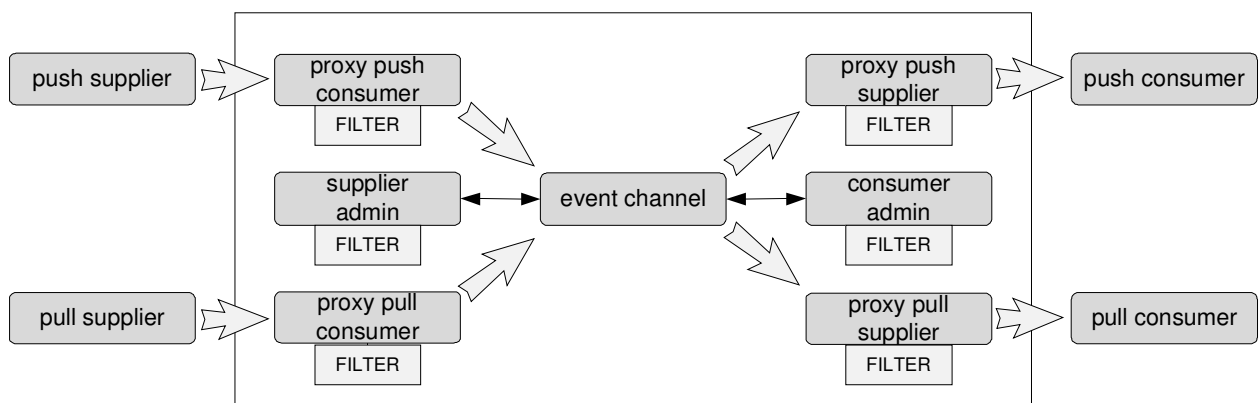 push supplier
proxy push
consumer
FILTER
proxy push
supplier
FILTER
push consumer
supplier
admin
FILTER
event channel
consumer
admin
FILTER
pull supplier
proxy pull
consumer
FILTER
proxy pull
supplier
FILTER
pull consumer